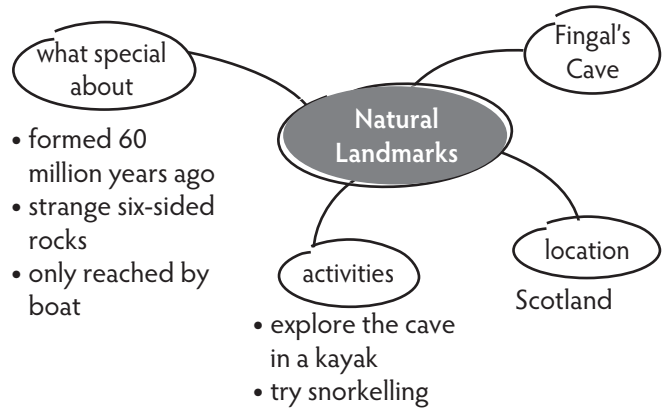 what special
about
• formed 60
million years ago
• strange six-sided
rocks
• only reached by
boat
Natural
Landmarks
Fingal's
Cave
activities
• explore the cave
in a kayak
• try snorkelling
location
Scotland